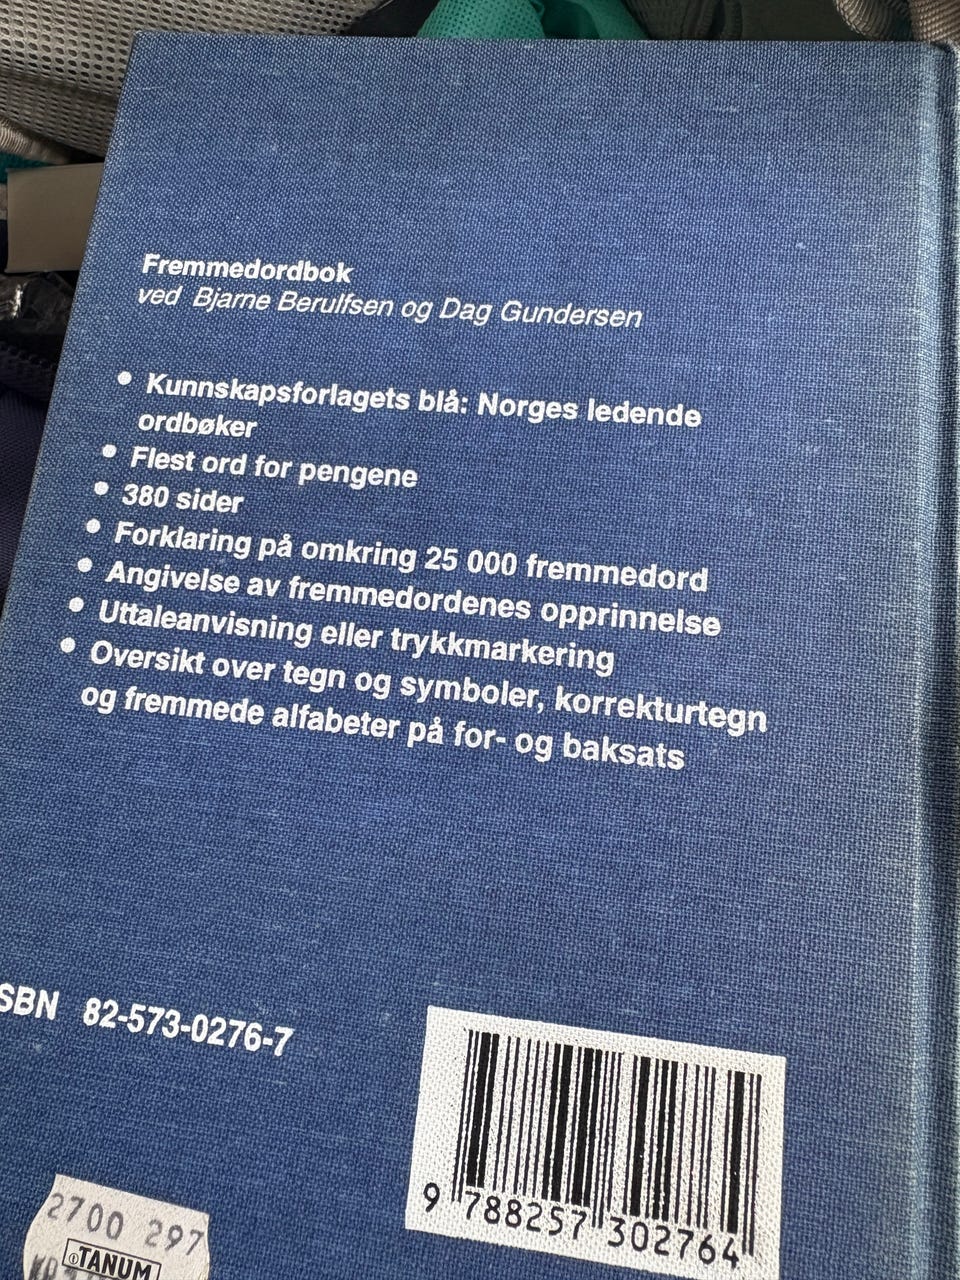 Fremmedordbok
ved Bjarne Berulfsen og Dag Gundersen
• Kunnskapsforlagets blå: Norges ledende
ordbøker
• Flest ord for pengene
• 380 sider
• Forklaring på omkring 25 000 fremmedord
• Angivelse av fremmedordenes opprinnelse
• Uttaleanvisning eller trykkmarkering
• Oversikt over tegn og symboler, korrekturtegn
og fremmede alfabeter på for- og baksats
SBN 82-573-0276-7
9 788257 302764
2700 297
TANUM